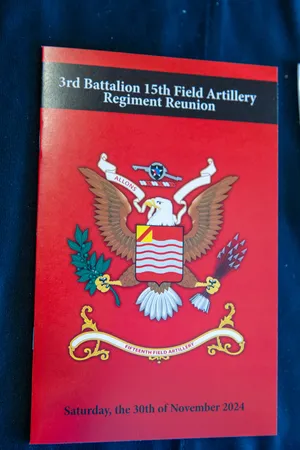 3rd Battalion 15th Field Artillery
Regiment Reunion
ALLONS
FIFTEENTH FIELD ARTILLERY
Saturday, the 30th of November 2024